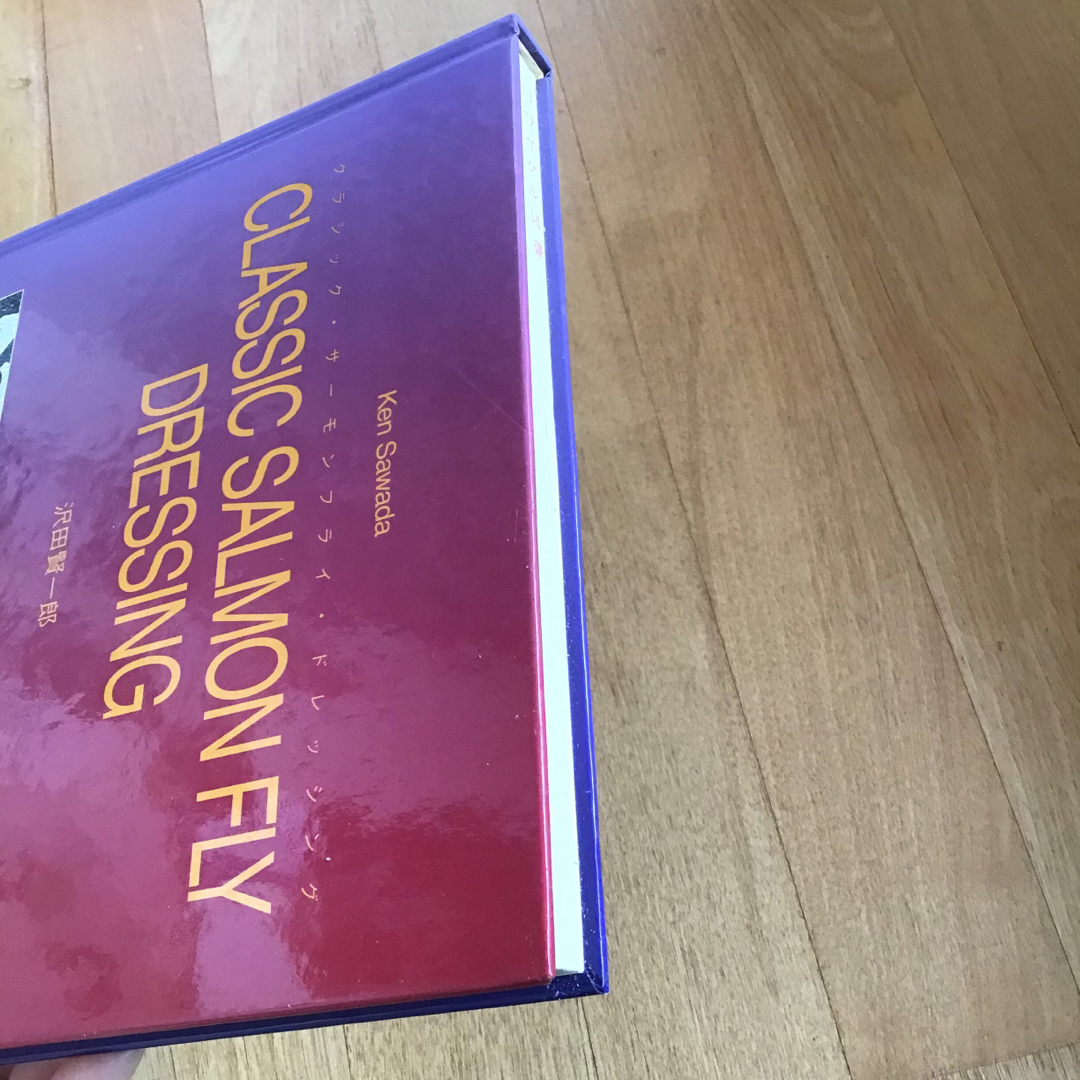 Ken Sawada
クラシック・サーモンフライ・ドレッシング
CLASSIC SALMON FLY
DRESSING
沢田賢一郎